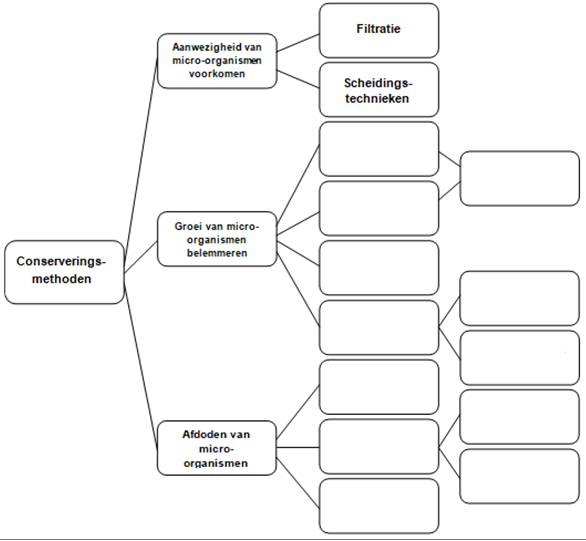 Aanwezigheid van
micro-organismen
voorkomen
Filtratie
Scheidings-
technieken
Groei van micro-
organismen
belemmeren
Conserverings-
methoden
Afdoden van
micro-
organismen